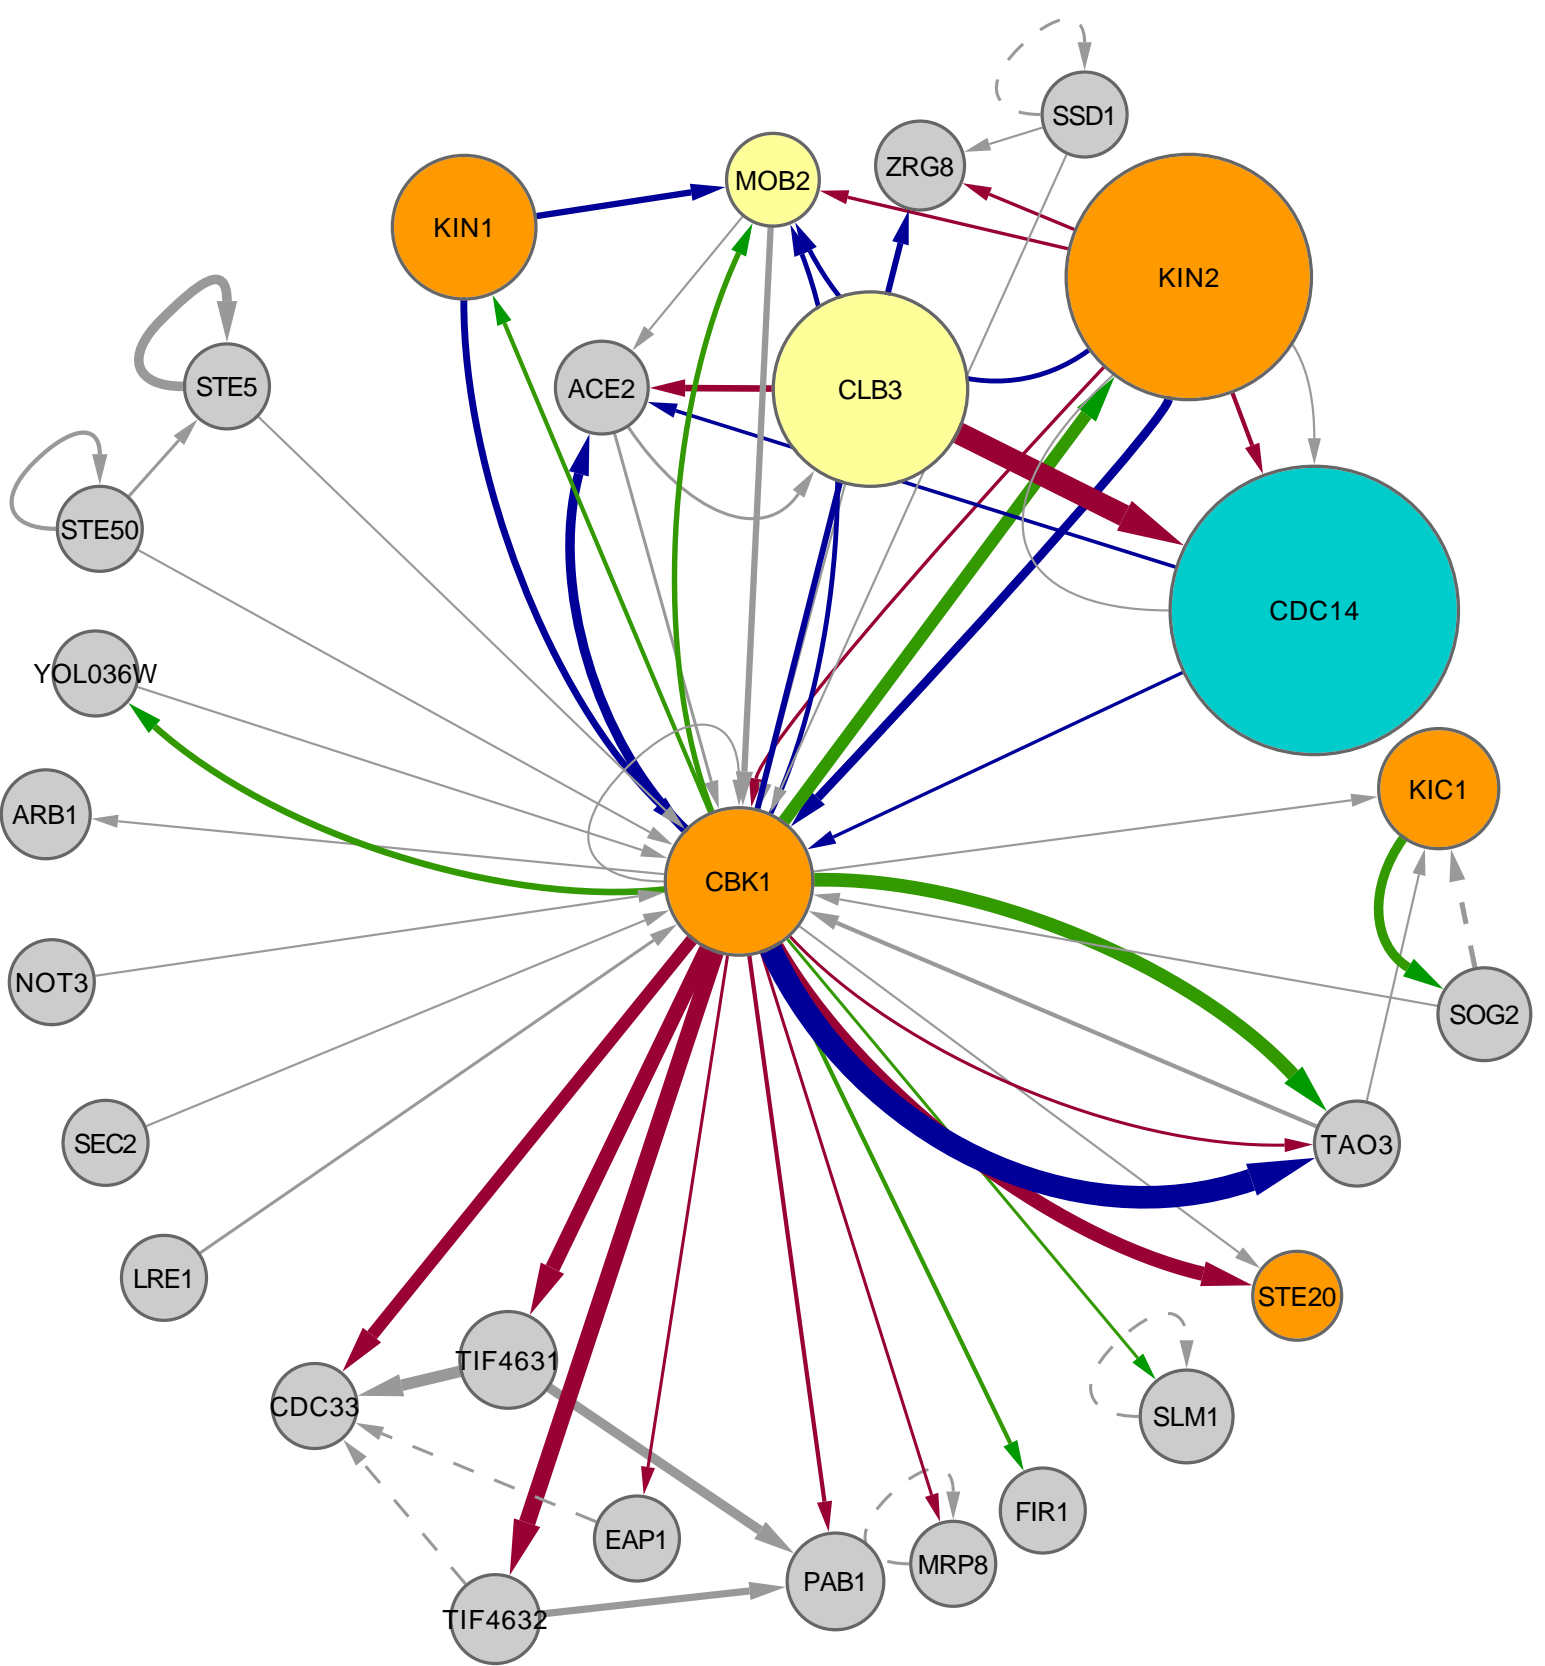 SSD1
ZRG8
MOB2
KIN1
KIN2
STE5
ACE2
CLB3
STE50
CDC14
YOL036W
KIC1
ARB1
CBK1
NOT3
SOG2
SEC2
TAO3
LRE1
STE20
TIF4631
CDC33
SLM1
FIR1
EAP1
MRP8
PAB1
TIF4632